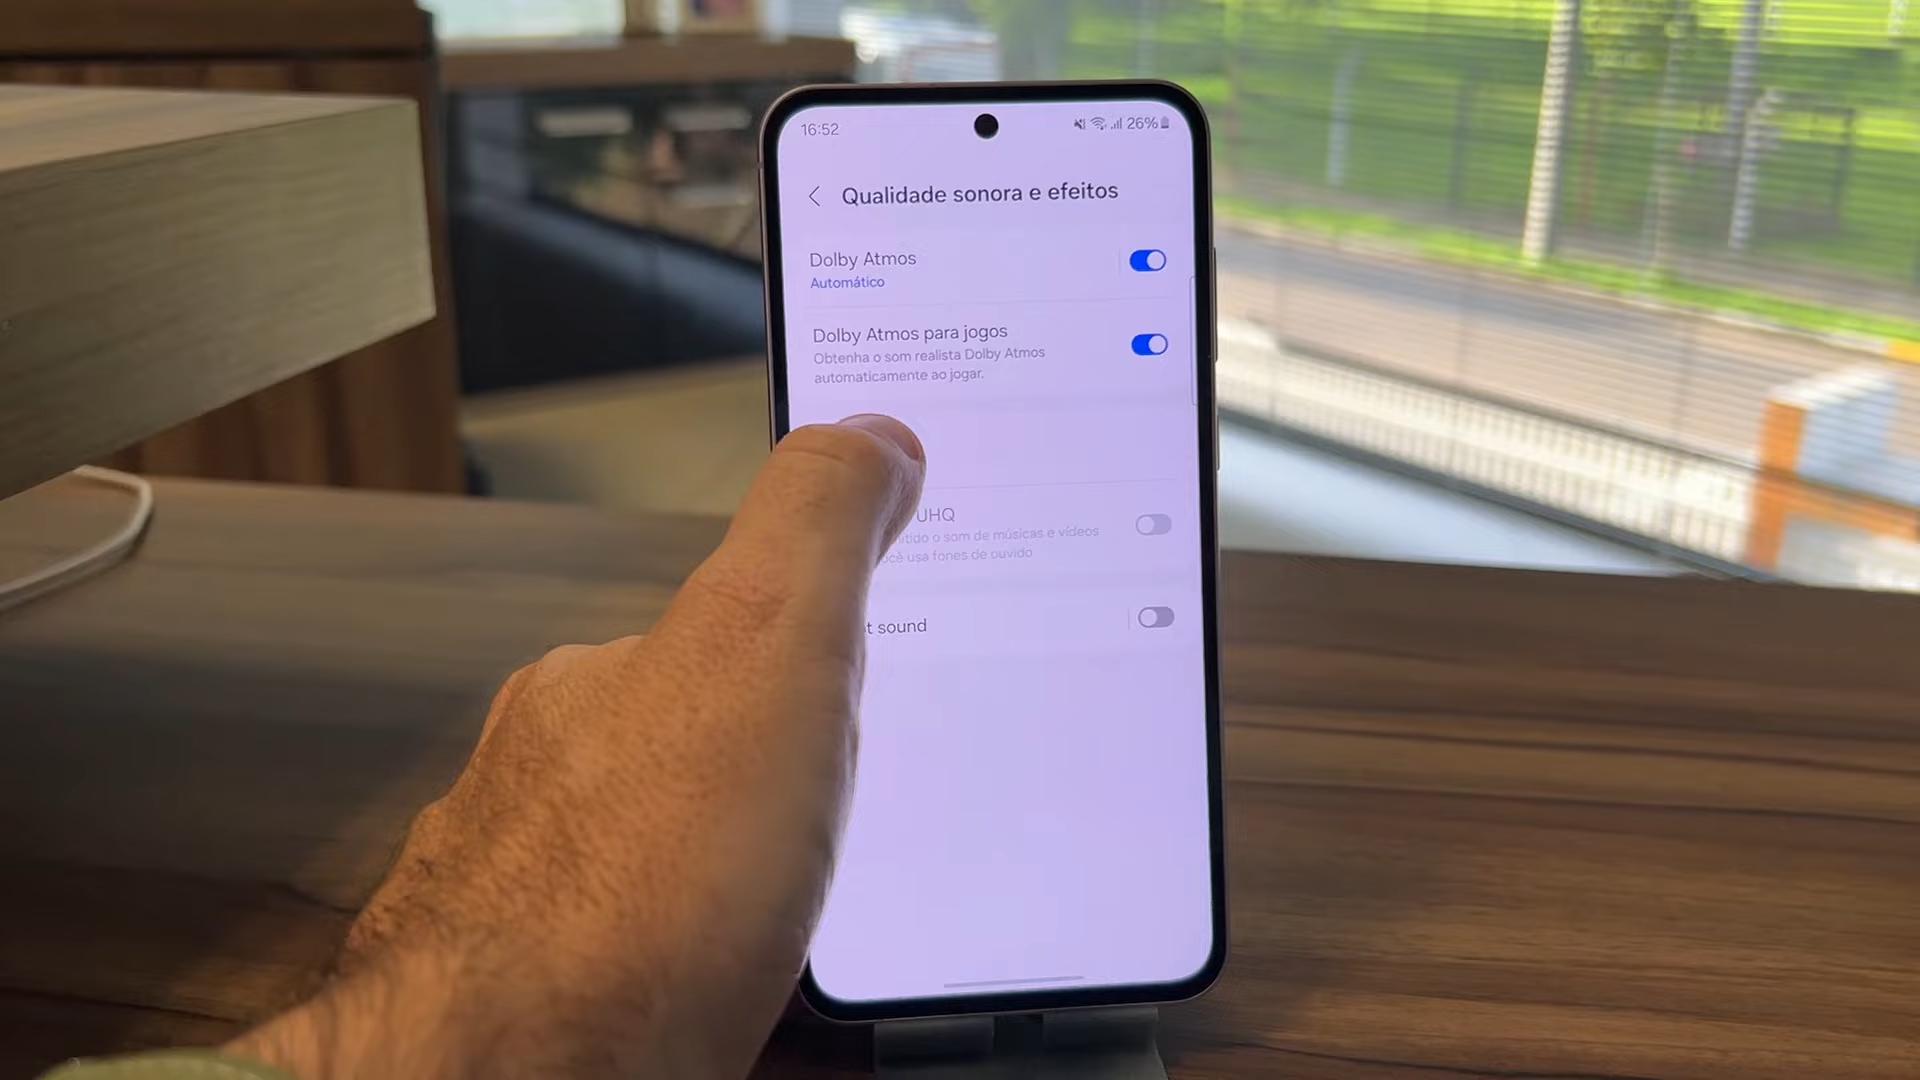 16:52
26%
Qualidade sonora e efeitos
Dolby Atmos
Automático
Dolby Atmos para jogos
Obtenha o som realista Dolby Atmos
automaticamente ao jogar.
UHQ
o som de músicas e vídeos
usa fones de ouvido
sound